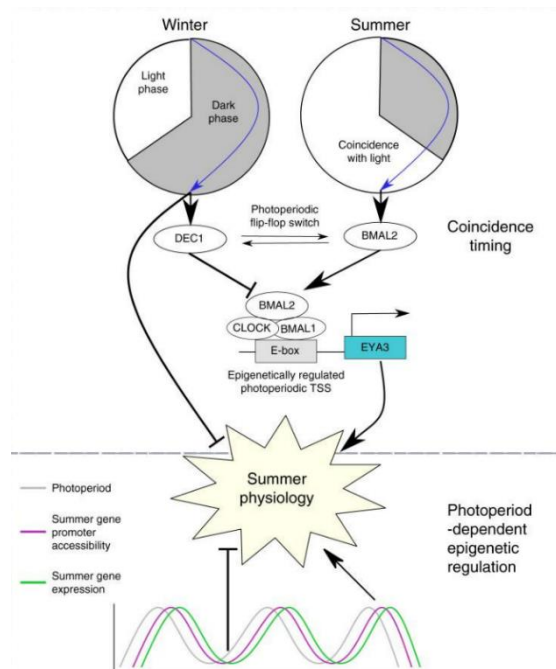 Winter
Summer
Light
phase
Dark
phase
Coincidence
with light
Photoperiodic
flip-flop switch
DEC1
BMAL2
Coincidence
timing
BMAL2
CLOCK
BMAL1
E-box
EYA3
Epigenetically regulated
photoperiodic TSS
Summer
physiology
Photoperiod
Summer gene
promoter
accessibility
Summer gene
expression
Photoperiod
-dependent
epigenetic
regulation